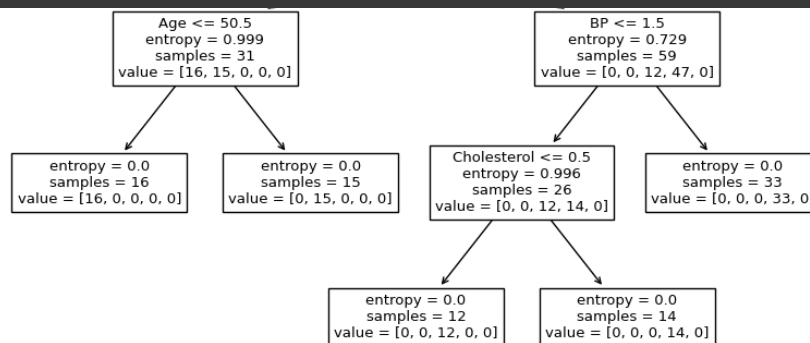 Age <= 50.5
entropy = 0.999
samples = 31
value = [16, 15, 0, 0, 0]
BP <= 1.5
entropy = 0.729
samples = 59
value = [0, 0, 12, 47, 0]
entropy = 0.0
samples = 16
value = [16, 0, 0, 0, 0]
entropy = 0.0
samples = 15
value = [0, 15, 0, 0, 0]
Cholesterol <= 0.5
entropy = 0.996
samples = 26
value = [0, 0, 12, 14, 0]
entropy = 0.0
samples = 33
value = [0, 0, 0, 33, 0
entropy = 0.0
samples = 12
value = [0, 0, 12, 0, 0]
entropy = 0.0
samples = 14
value = [0, 0, 0, 14, 0]